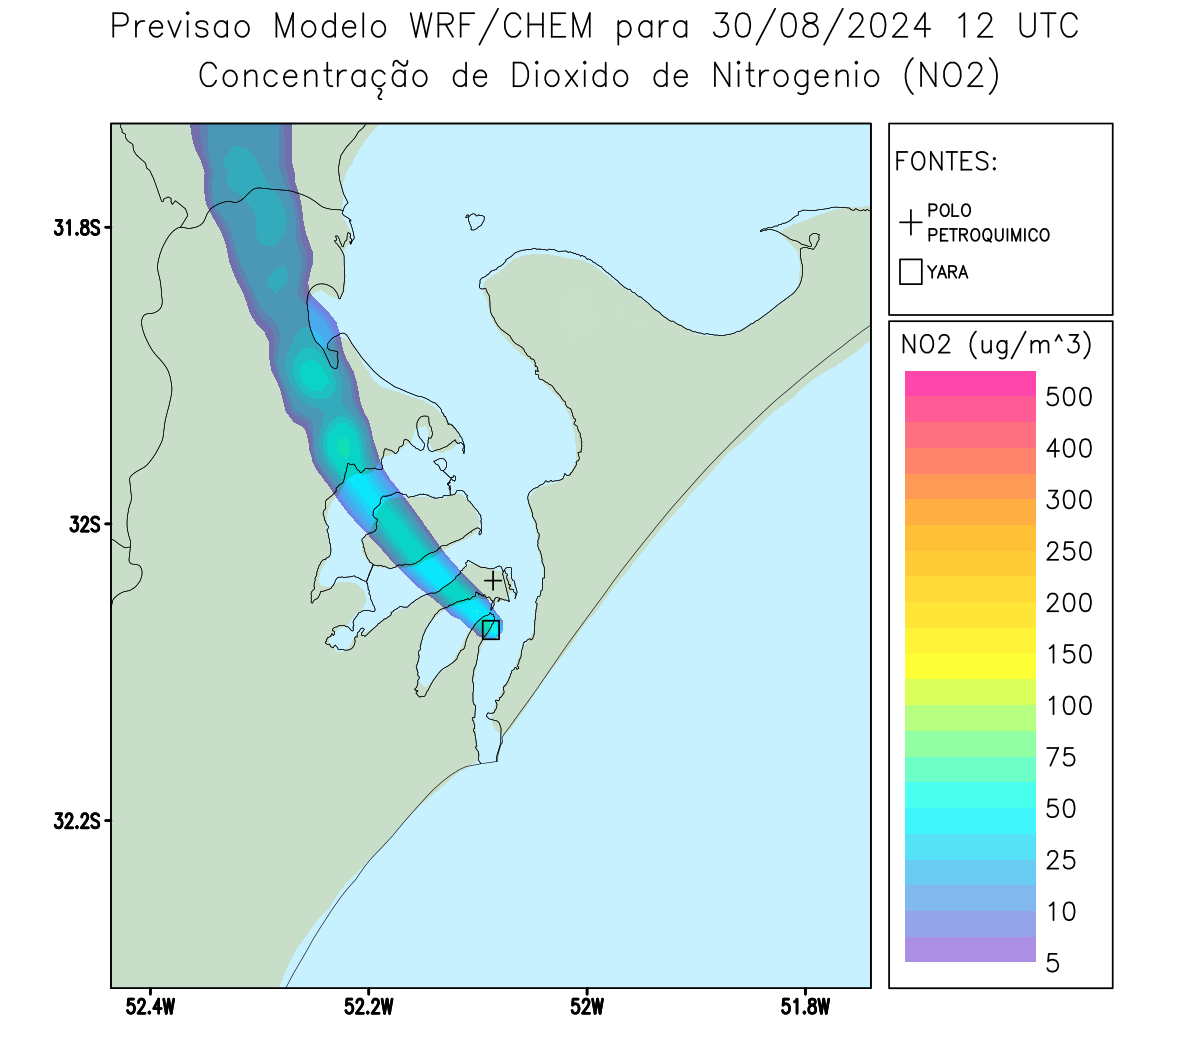 Previsao Modelo WRF/CHEM para 30/08/2024 12 UTC
Concentração de Dioxido de Nitrogenio (NO2)
FONTES:
POLO
PETROQUIMICO
YARA
NO2 (ug/m^3)
500
400
300
250
200
150
100
75
50
25
10
5
31.8S
32S
32.2S
52.4W
52.2W
52W
51.8W